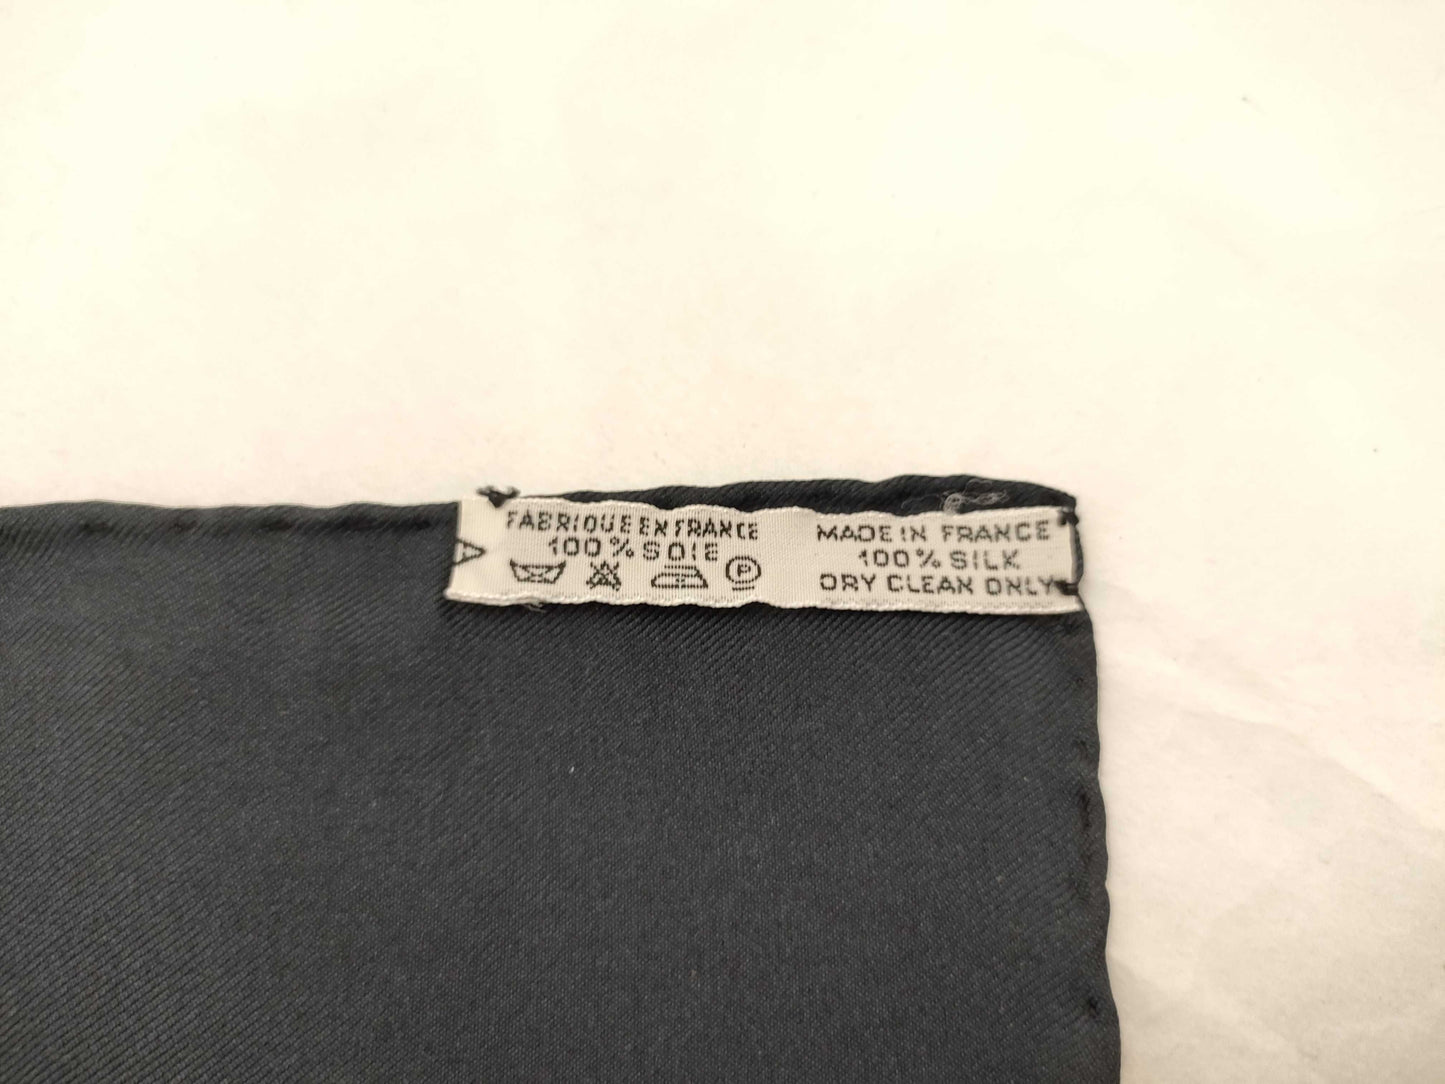 FABRIQUE EN FRANCE
100% SOIE
P
MADE IN FRANCE
100% SILK
DRY CLEAN ONLY
A